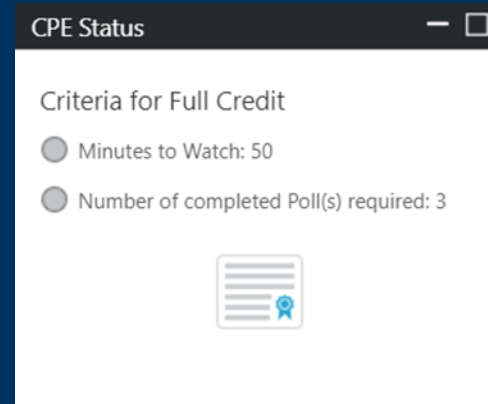 CPE Status
Criteria for Full Credit
Minutes to Watch: 50
Number of completed Poll(s) required: 3